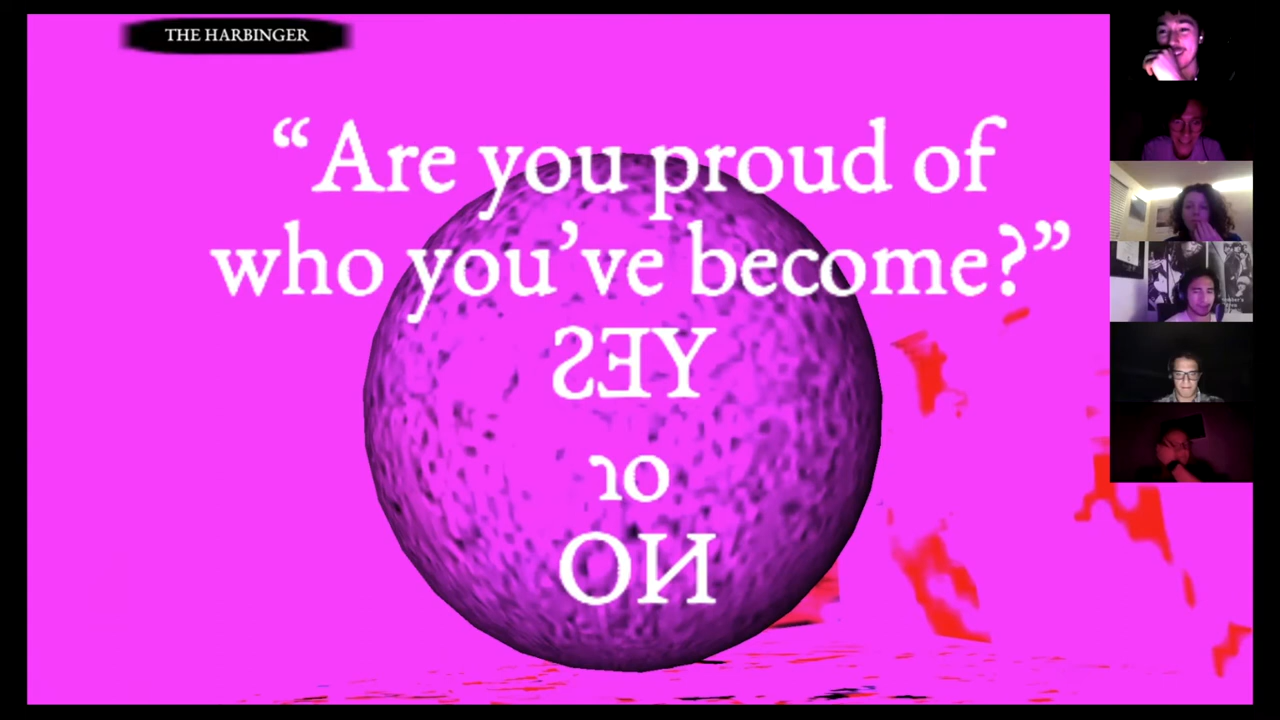 THE HARBINGER
“Are you proud of
who you’ve become?”
YES
or
NO